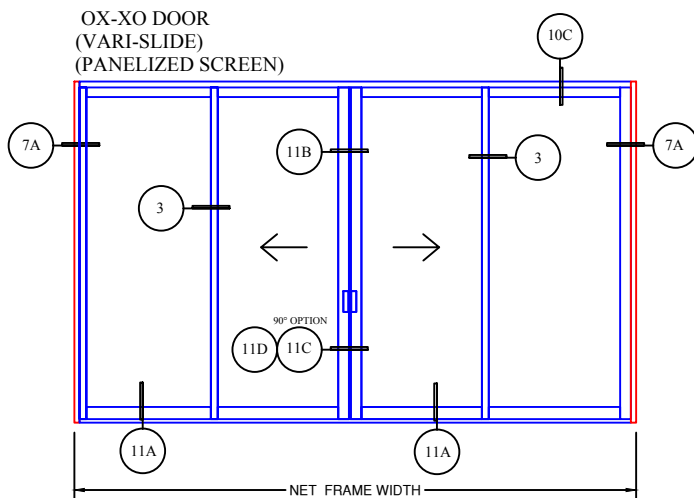 OX-XO DOOR
(VARI-SLIDE)
(PANELIZED SCREEN)
10C
7A
11B
7A
3
3
90° OPTION
11D
11C
11A
11A
NET FRAME WIDTH